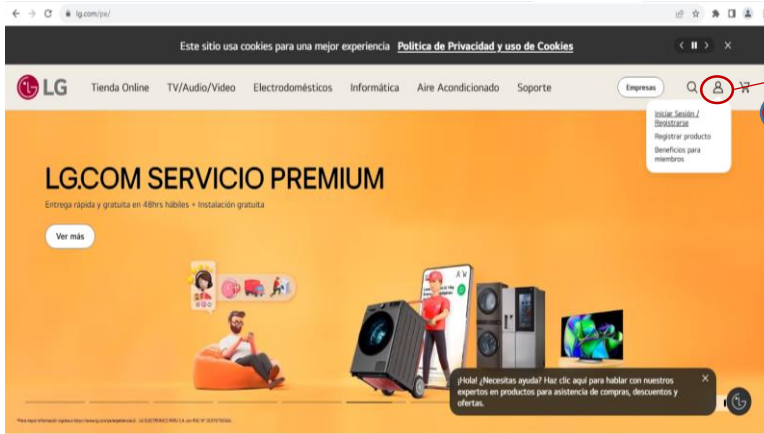 lg.com/pe/
Este sitio usa cookies para una mejor experiencia Política de Privacidad y uso de Cookies
LG
Tienda Online TV/Audio/Video Electrodomésticos Informática Aire Acondicionado Soporte
Empresas
Iniciar Sesión /
Registrarse
Registrar producto
Beneficios para
miembros
LG.COM SERVICIO PREMIUM
Entrega rápida y gratuita en 48hrs hábiles + Instalación gratuita
Ver más
¡Hola! ¿Necesitas ayuda? Haz clic aquí para hablar con nuestros
expertos en productos para asistencia de compras, descuentos y
ofertas.